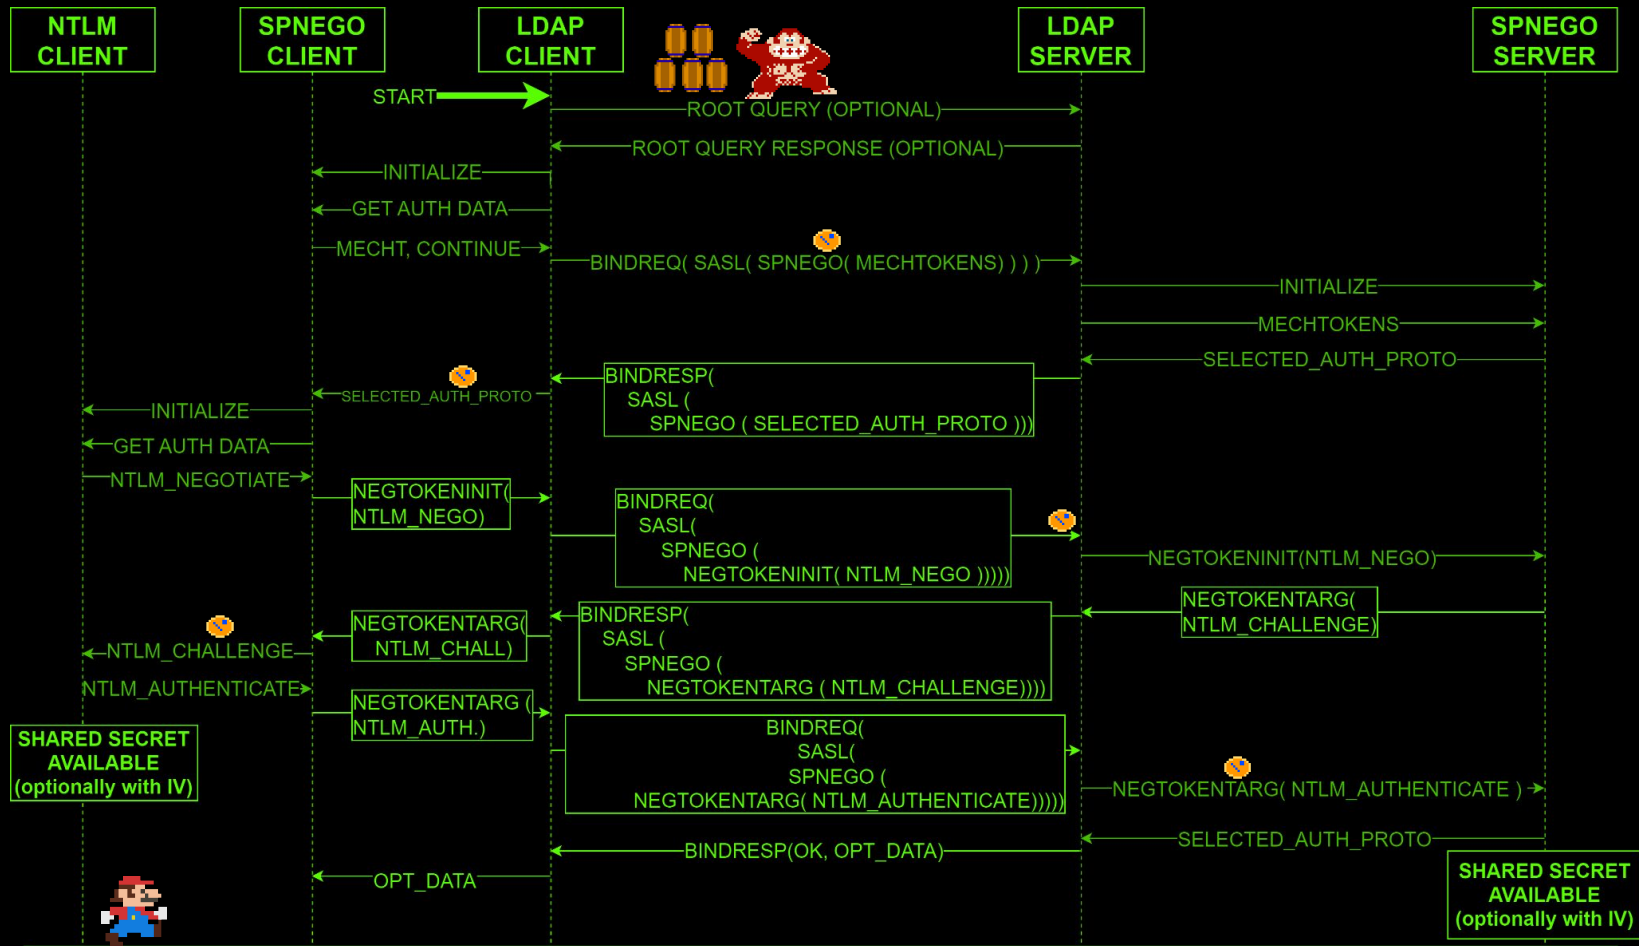 NTLM
CLIENT
SPNEGO
CLIENT
LDAP
CLIENT
LDAP
SERVER
SPNEGO
SERVER
START
ROOT QUERY (OPTIONAL)
ROOT QUERY RESPONSE (OPTIONAL)
INITIALIZE
GET AUTH DATA
MECHT, CONTINUE
BINDREQ( SASL( SPNEGO( MECHTOKENS) ) ) )
INITIALIZE
MECHTOKENS
SELECTED_AUTH_PROTO
BINDRESP(
SASL (
SPNEGO ( SELECTED_AUTH_PROTO )))
SELECTED_AUTH_PROTO
INITIALIZE
GET AUTH DATA
NTLM_NEGOTIATE
NEGTOKENINIT(
NTLM_NEGO)
BINDREQ(
SASL(
SPNEGO (
NEGTOKENINIT( NTLM_NEGO )))))
NEGTOKENINIT(NTLM_NEGO)
NEGTOKENTARG(
NTLM_CHALLENGE)
BINDRESP(
SASL (
SPNEGO (
NEGTOKENTARG ( NTLM_CHALLENGE))))
NEGTOKENTARG(
NTLM_CHALL)
NTLM_CHALLENGE
NTLM_AUTHENTICATE
NEGTOKENTARG (
NTLM_AUTH.)
SHARED SECRET
AVAILABLE
(optionally with IV)
BINDREQ(
SASL(
SPNEGO (
NEGTOKENTARG( NTLM_AUTHENTICATE)))))
NEGTOKENTARG( NTLM_AUTHENTICATE )
SELECTED_AUTH_PROTO
BINDRESP(OK, OPT_DATA)
OPT_DATA
SHARED SECRET
AVAILABLE
(optionally with IV)